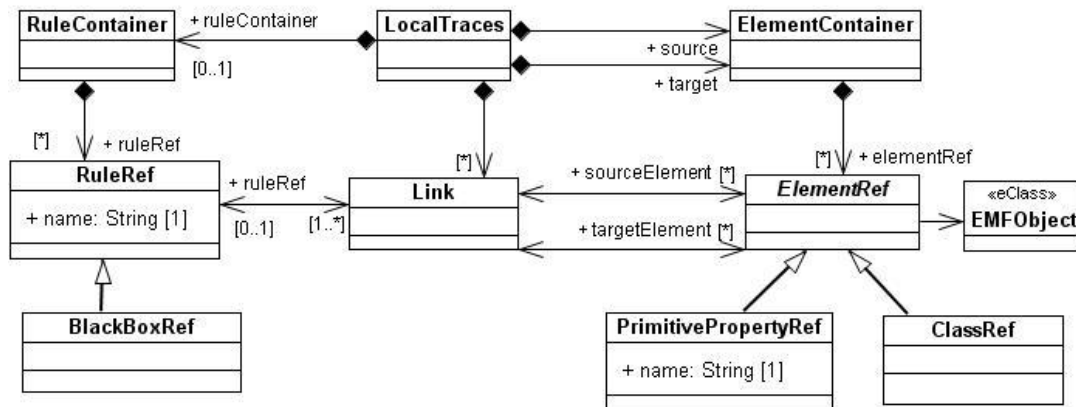 RuleContainer
+ ruleContainer
[0..1]
LocalTraces
+ source
+ target
ElementContainer
[*]
+ ruleRef
[*]
[*]
+ elementRef
RuleRef
+ name: String [1]
+ ruleRef
[0..1]
[1..*]
Link
+ sourceElement [*]
+ targetElement [*]
ElementRef
«eClass»
EMFObject
BlackBoxRef
PrimitivePropertyRef
+ name: String [1]
ClassRef